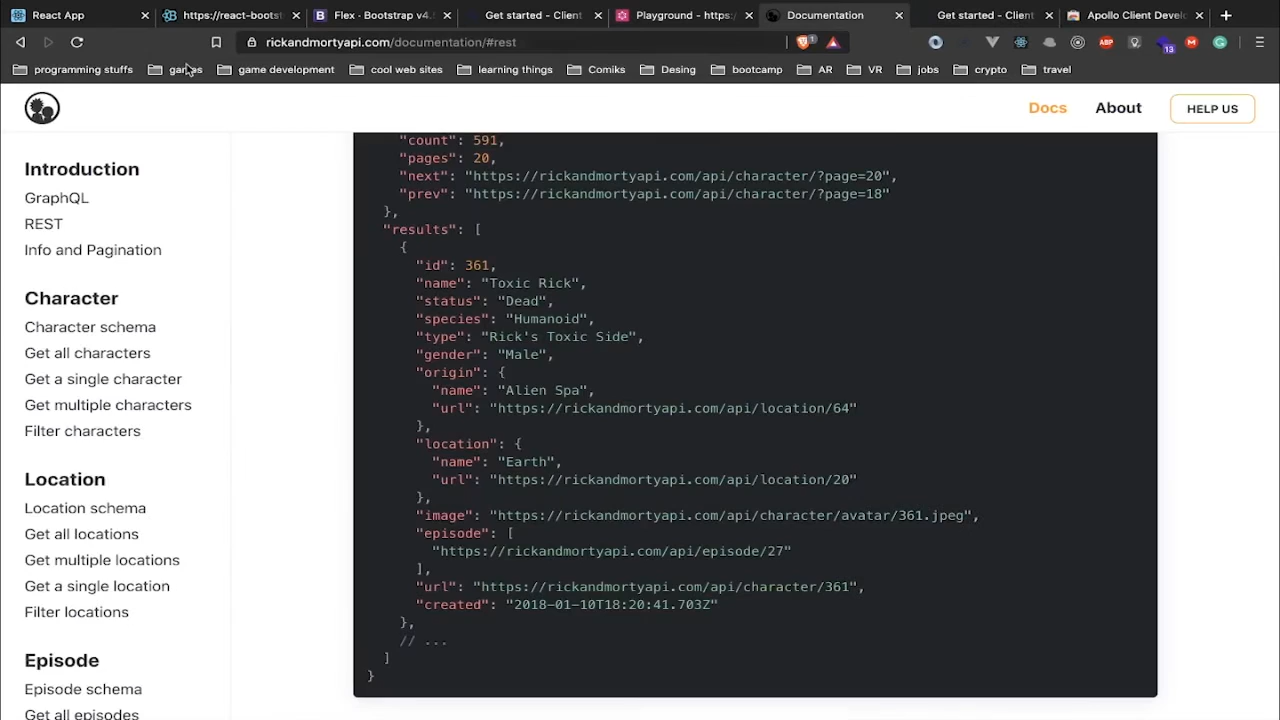 React App
https://react-bootst
Flex · Bootstrap v4.
Get started - Client
Playground - https:/
Documentation
Get started - Client
Apollo Client Devel
rickandmortyapi.com/documentation/#rest
1
ABP
13
programming stuffs
games
game development
cool web sites
learning things
Comiks
Desing
bootcamp
AR
VR
jobs
crypto
travel
Docs
About
HELP US
Introduction
GraphQL
REST
Info and Pagination
Character
Character schema
Get all characters
Get a single character
Get multiple characters
Filter characters
Location
Location schema
Get all locations
Get multiple locations
Get a single location
Filter locations
Episode
Episode schema
Get all episodes
"count": 591,
"pages": 20,
"next": "https://rickandmortyapi.com/api/character/?page=20",
"prev": "https://rickandmortyapi.com/api/character/?page=18"
},
"results": [
{
"id": 361,
"name": "Toxic Rick",
"status": "Dead",
"species": "Humanoid",
"type": "Rick's Toxic Side",
"gender": "Male",
"origin": {
"name": "Alien Spa",
"url": "https://rickandmortyapi.com/api/location/64"
},
"location": {
"name": "Earth",
"url": "https://rickandmortyapi.com/api/location/20"
},
"image": "https://rickandmortyapi.com/api/character/avatar/361.jpeg",
"episode": [
"https://rickandmortyapi.com/api/episode/27"
],
"url": "https://rickandmortyapi.com/api/character/361",
"created": "2018-01-10T18:20:41.703Z"
},
// ...
]
}